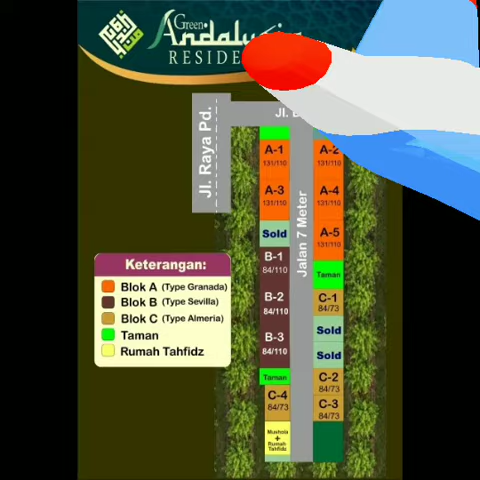 Green
Andalusia
RESIDE
Jl. Raya Pd.
Jl.
A-1
131/110
A-2
131/110
A-3
131/110
A-4
131/110
Sold
A-5
131/110
Jalan 7 Meter
B-1
84/110
Taman
B-2
84/110
C-1
84/73
Sold
B-3
84/110
Sold
Taman
C-2
84/73
C-4
84/73
C-3
84/73
Mushola
+
Rumah
Tahfidz
Keterangan:
Blok A (Type Granada)
Blok B (Type Sevilla)
Blok C (Type Almeria)
Taman
Rumah Tahfidz